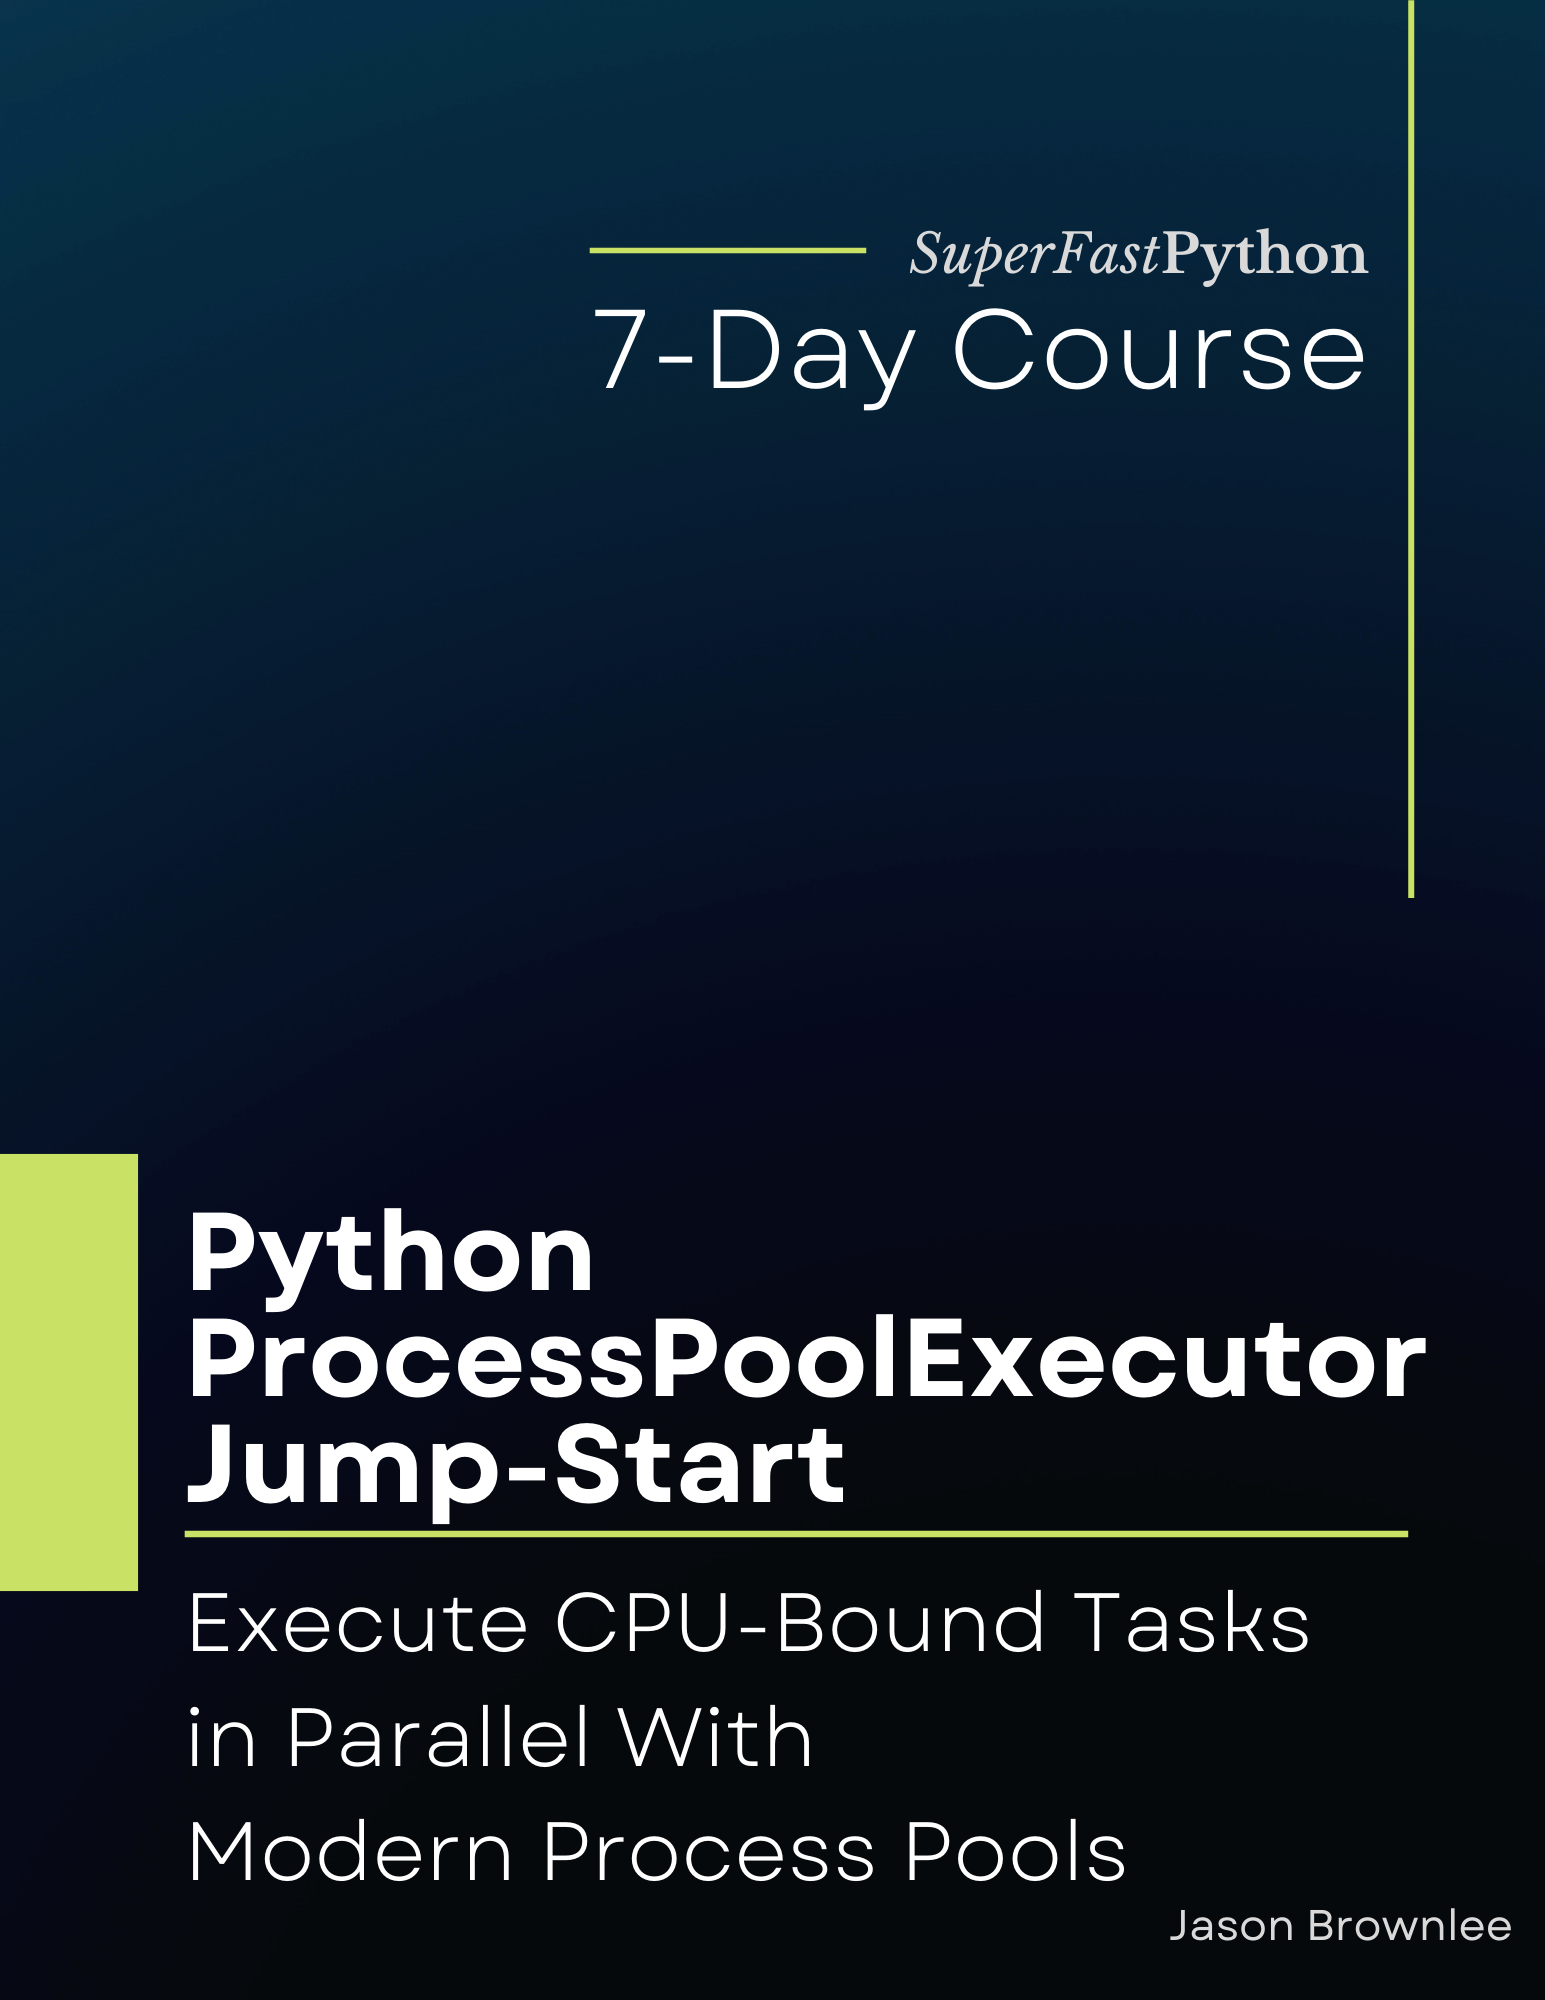 SuperFastPython
7-Day Course
Python
ProcessPoolExecutor
Jump-Start
Execute CPU-Bound Tasks
in Parallel With
Modern Process Pools
Jason Brownlee